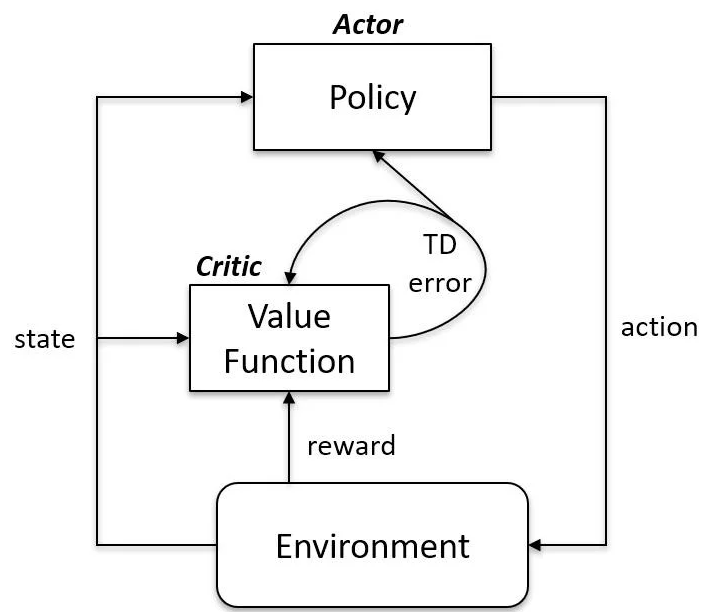 Actor
Policy
TD
error
Critic
Value
Function
state
action
reward
Environment